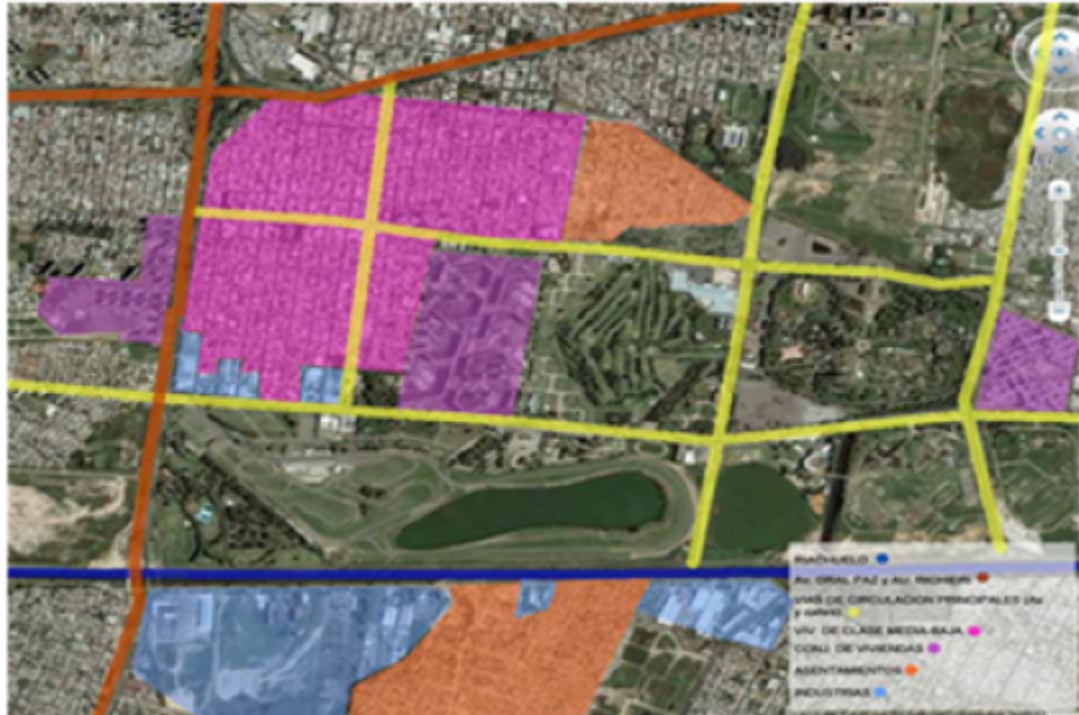 RIACHUELO
Av. GRAL PAZ y AU. RICHIERI
VIAS DE CIRCULACION PRINCIPALES (Av
y calles)
VIV. DE CLASE MEDIA-BAJA
CONJ. DE VIVIENDAS
ASENTAMIENTOS
INDUSTRIAS